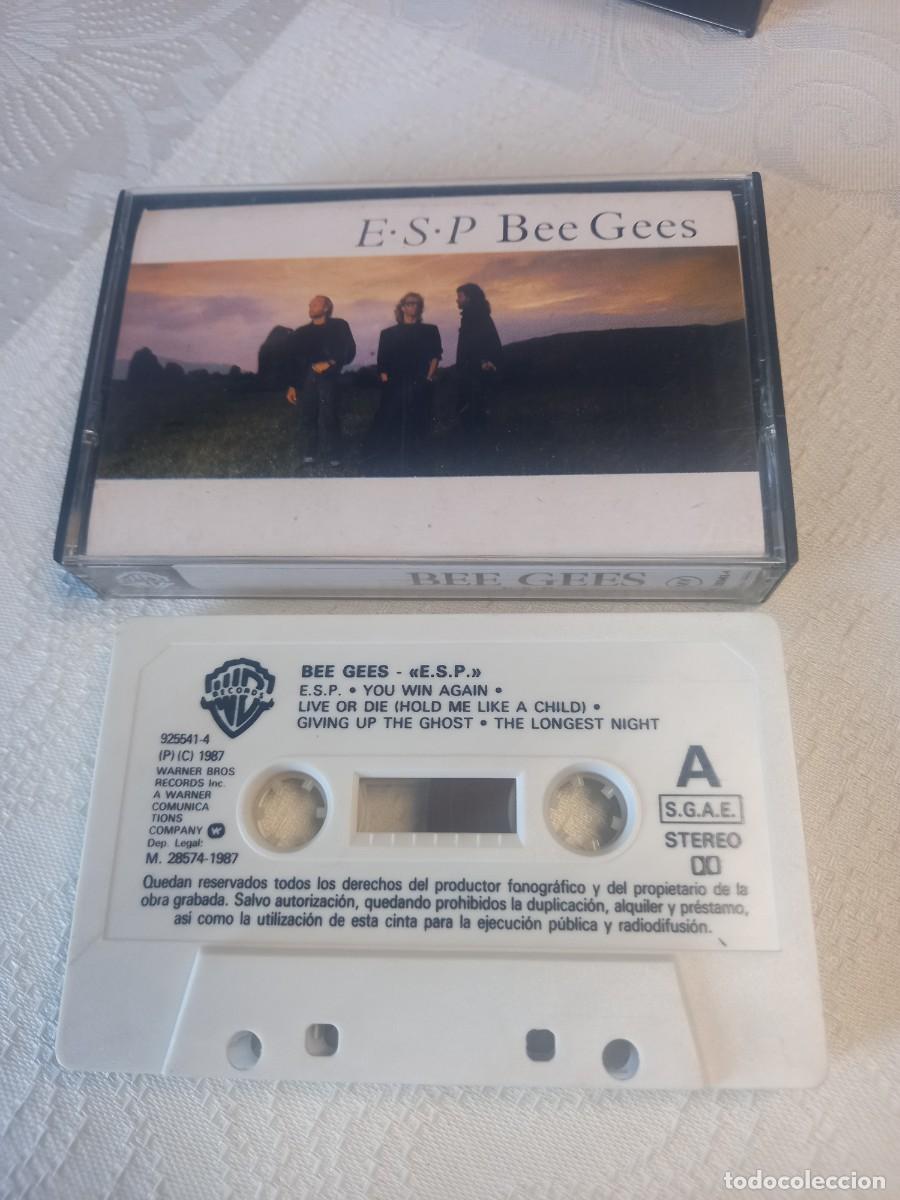 E·S·P Bee Gees
BEE GEES
RECORDS
BEE GEES - «E.S.P.»
E.S.P. • YOU WIN AGAIN •
LIVE OR DIE (HOLD ME LIKE A CHILD) •
GIVING UP THE GHOST • THE LONGEST NIGHT
925541-4
(P) (C) 1987
WARNER BROS
RECORDS Inc.
A WARNER
COMUNICA
TIONS
COMPANY
Dep. Legal:
M. 28574-1987
A
S.G.A.E.
STEREO
Quedan reservados todos los derechos del productor fonográfico y del propietario de la
obra grabada. Salvo autorización, quedando prohibidos la duplicación, alquiler y préstamo,
así como la utilización de esta cinta para la ejecución pública y radiodifusión.
todocoleccion